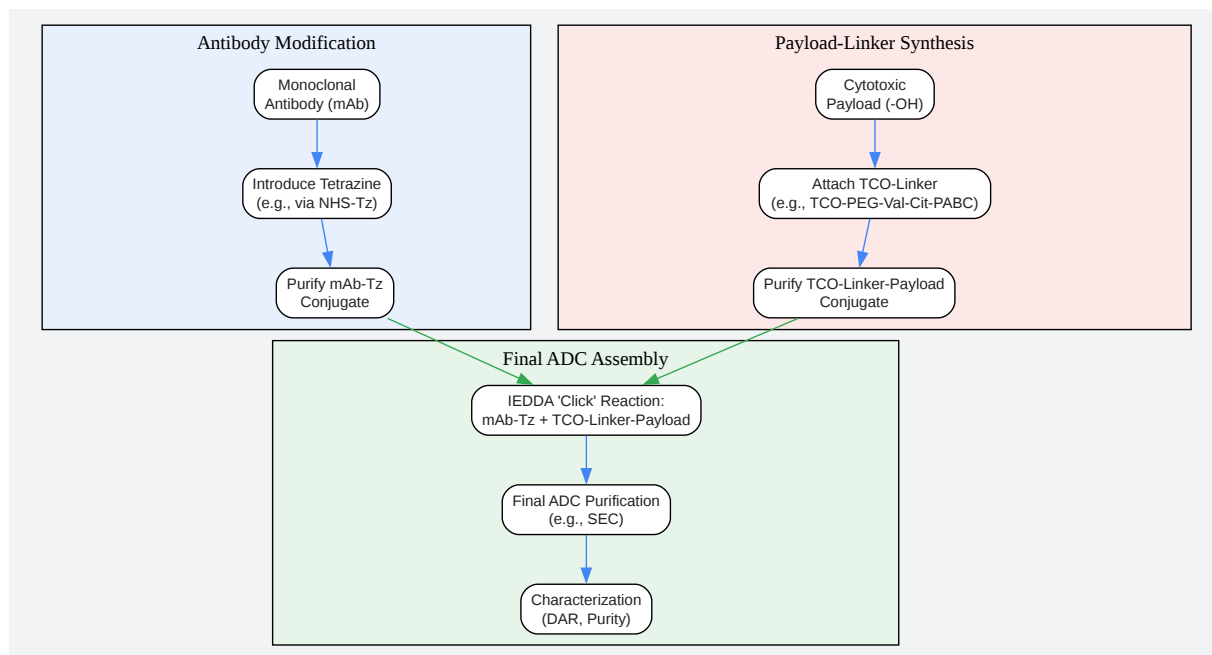 Antibody Modification
Monoclonal
Antibody (mAb)
Introduce Tetrazine
(e.g., via NHS-Tz)
Purify mAb-Tz
Conjugate
Payload-Linker Synthesis
Cytotoxic
Payload (-OH)
Attach TCO-Linker
(e.g., TCO-PEG-Val-Cit-PABC)
Purify TCO-Linker-Payload
Conjugate
Final ADC Assembly
IEDDA 'Click' Reaction:
mAb-Tz + TCO-Linker-Payload
Final ADC Purification
(e.g., SEC)
Characterization
(DAR, Purity)